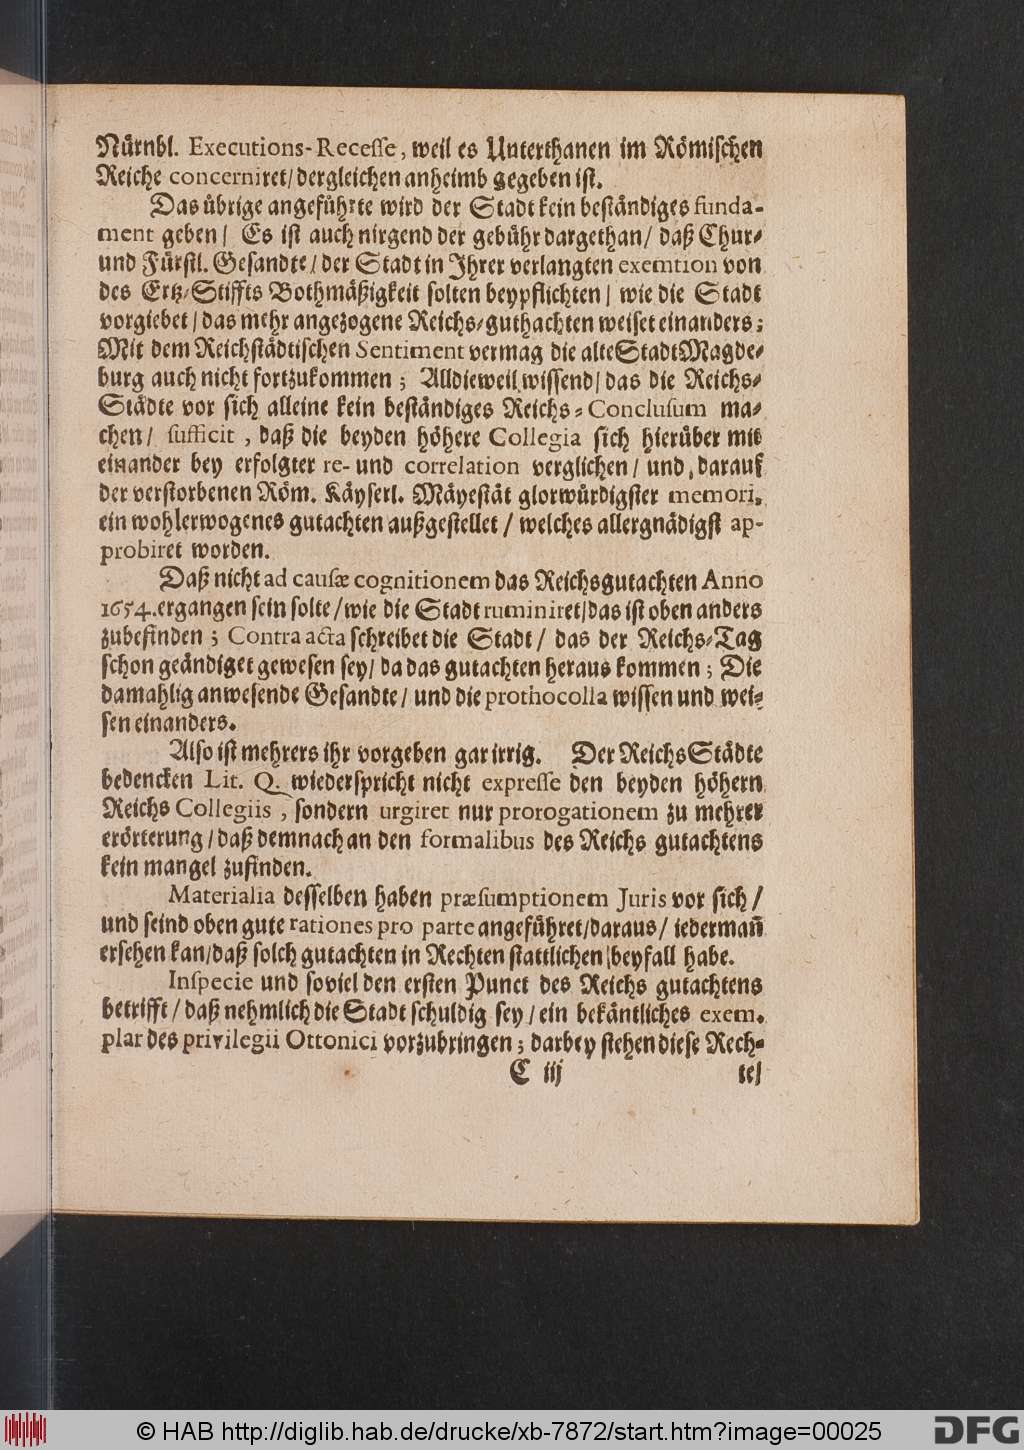 Nürnbl. Executions-Recesse, weil es Unterthanen im Römischen
Reiche concerniret/ dergleichen anheimb gegeben ist.
Das übrige angeführte wird der Stadt kein beständiges funda-
ment geben/ Es ist auch nirgend der gebühr dargethan/ daß Chur-
und Fürstl. Gesandte/ der Stadt in Ihrer verlangten exemtion von
des Ertz-Stiffts Bothmäßigkeit solten beypflichten/ wie die Stadt
vorgiebet/ das mehr angezogene Reichs-guthachten weiset einanders;
Mit dem Reichstädtischen Sentiment vermag die alte Stadt Magde-
burg auch nicht fortzukommen; Alldieweil wissend/ das die Reichs-
Städte vor sich alleine kein beständiges Reichs-Conclusum ma-
chen/ sufficit, daß die beyden höhere Collegia sich hierüber mit
einander bey erfolgter re- und correlation verglichen/ und, darauf
der verstorbenen Röm. Käyserl. Mäyestät glorwürdigster memori,
ein wohlerwogenes gutachten außgestellet/ welches allergnädigst ap-
probiret worden.
Daß nicht ad causæ cognitionem das Reichsgutachten Anno
1654. ergangen sein solte/ wie die Stadt ruminiret/ das ist oben anders
zubefinden; Contra acta schreibet die Stadt/ das der Reichs-Tag
schon geändiget gewesen sey/ da das gutachten heraus kommen; Die
damahlig anwesende Gesandte/ und die prothocolla wissen und wei-
sen einanders.
Also ist mehrers ihr vorgeben gar irrig. Der Reichs Städte
bedencken Lit. Q. wiederspricht nicht expresse den beyden höhern
Reichs Collegiis, sondern urgiret nur prorogationem zu mehrer
erörterung/ daß demnach an den formalibus des Reichs gutachtens
kein mangel zufinden.
Materialia desselben haben præsumptionem Juris vor sich/
und seind oben gute rationes pro parte angeführet/ daraus/ iedermañ
ersehen kan/ daß solch gutachten in Rechten stattlichen beyfall habe.
Inspecie und soviel den ersten Punct des Reichs gutachtens
betrifft/ daß nehmlich die Stadt schuldig sey/ ein bekäntliches exem-
plar des privilegii Ottonici vorzubringen; darbey stehen diese Rech-
C iij te/
© HAB http://diglib.hab.de/drucke/xb-7872/start.htm?image=00025
DFG